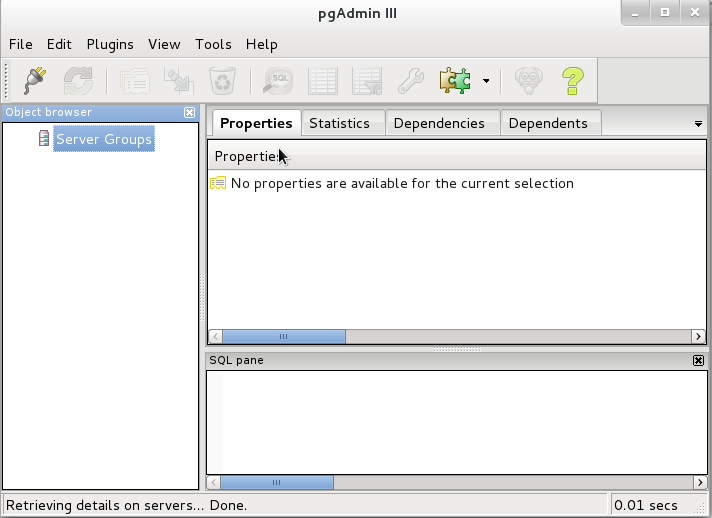 pgAdmin III
File Edit Plugins View Tools Help
SQL
Object browser
Server Groups
Properties Statistics Dependencies Dependents
Properties
No properties are available for the current selection
SQL pane
Retrieving details on servers... Done.
0.01 secs